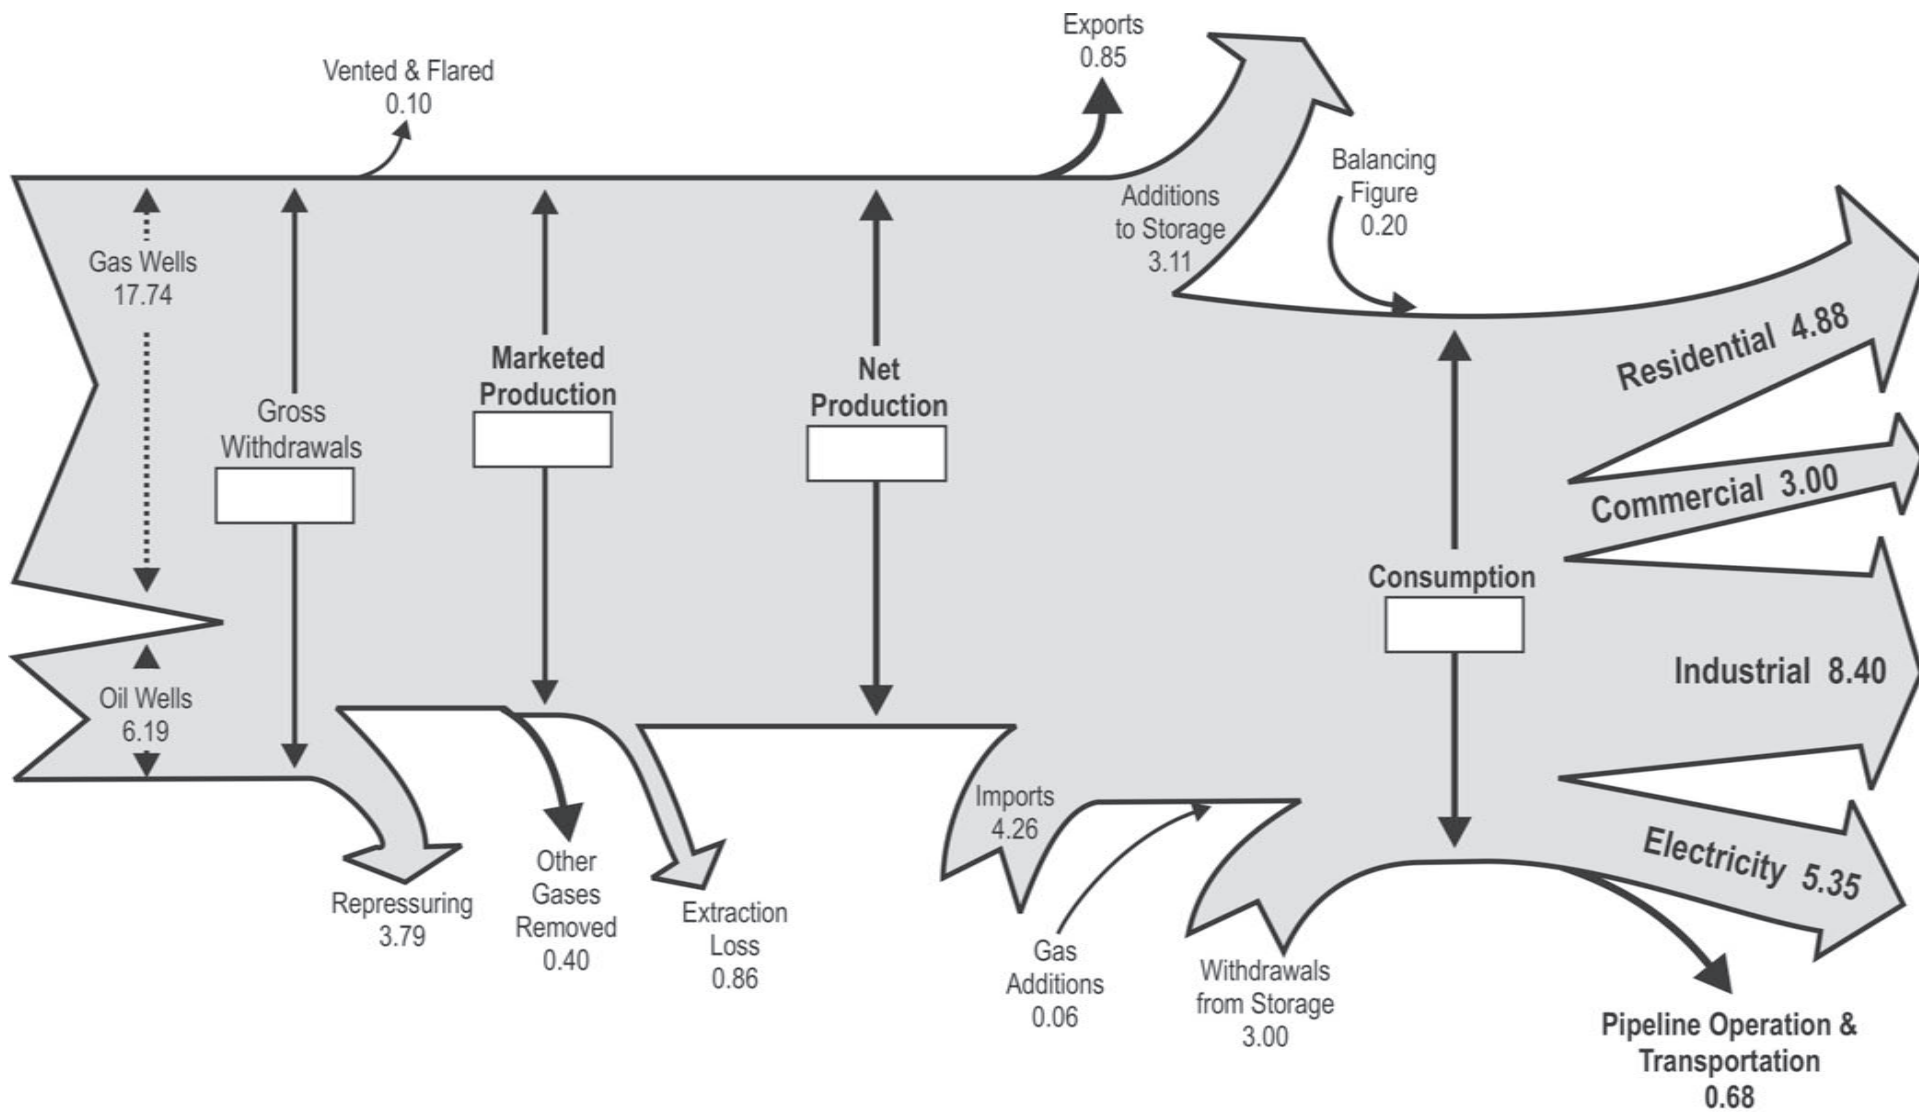 Exports
0.85
Vented & Flared
0.10
Balancing
Figure
0.20
Additions
to Storage
3.11
Gas Wells
17.74
Residential 4.88
Marketed
Production
Net
Production
Gross
Withdrawals
Commercial 3.00
Consumption
Industrial 8.40
Oil Wells
6.19
Imports
4.26
Electricity 5.35
Repressuring
3.79
Other
Gases
Removed
0.40
Extraction
Loss
0.86
Gas
Additions
0.06
Withdrawals
from Storage
3.00
Pipeline Operation &
Transportation
0.68